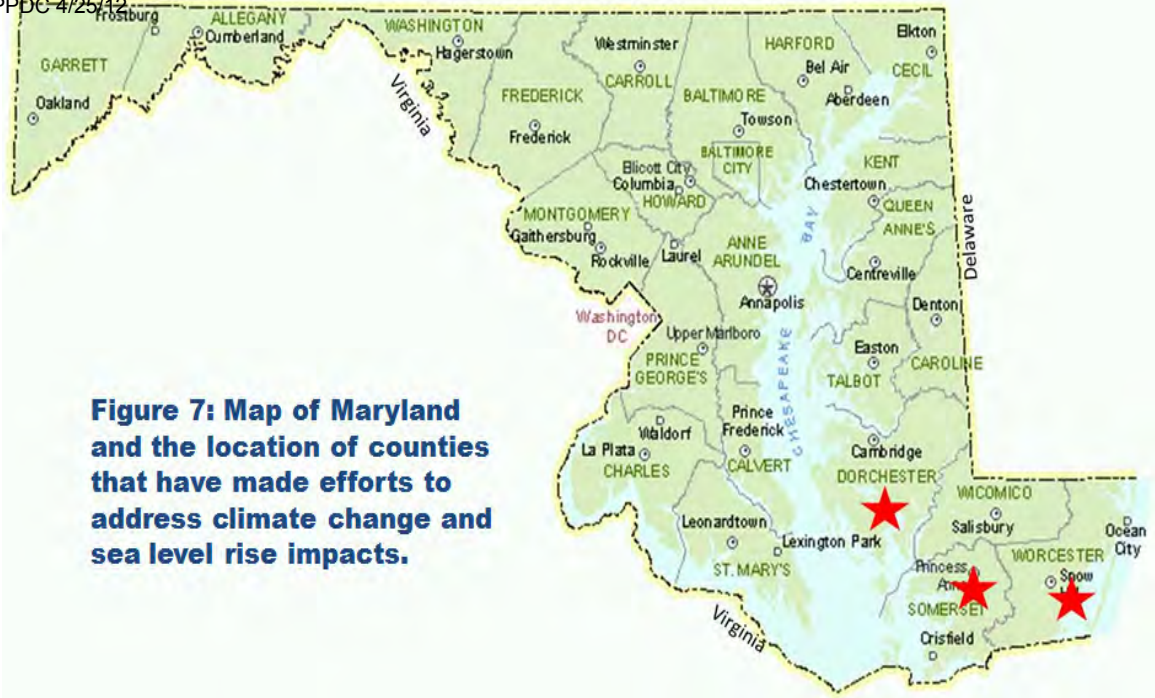 PPDC 4/25/12
Frostburg
ALLEGANY
Cumberland
WASHINGTON
Hagerstown
Westminster
CARROLL
HARFORD
Bel Air
Elkton
CECIL
GARRETT
Oakland
Virginia
FREDERICK
Frederick
BALTIMORE
Towson
Aberdeen
BALTIMORE
CITY
Ellicott City
Columbia
HOWARD
KENT
Chestertown
QUEEN
ANNE'S
MONTGOMERY
Gaithersburg
Rockville
Laurel
ANNE
ARUNDEL
Annapolis
CHESAPEAKE BAY
Centreville
Delaware
Denton
Washington
DC
Upper Marlboro
PRINCE
GEORGE'S
Easton
TALBOT
CAROLINE
Figure 7: Map of Maryland
and the location of counties
that have made efforts to
address climate change and
sea level rise impacts.
Waldorf
La Plata
CHARLES
Prince
Frederick
CALVERT
Cambridge
DORCHESTER
WICOMICO
Salisbury
Ocean
City
Leonardtown
Lexington Park
ST. MARY'S
Princess
WORCESTER
Snow
SOMERSET
Crisfield
Virginia